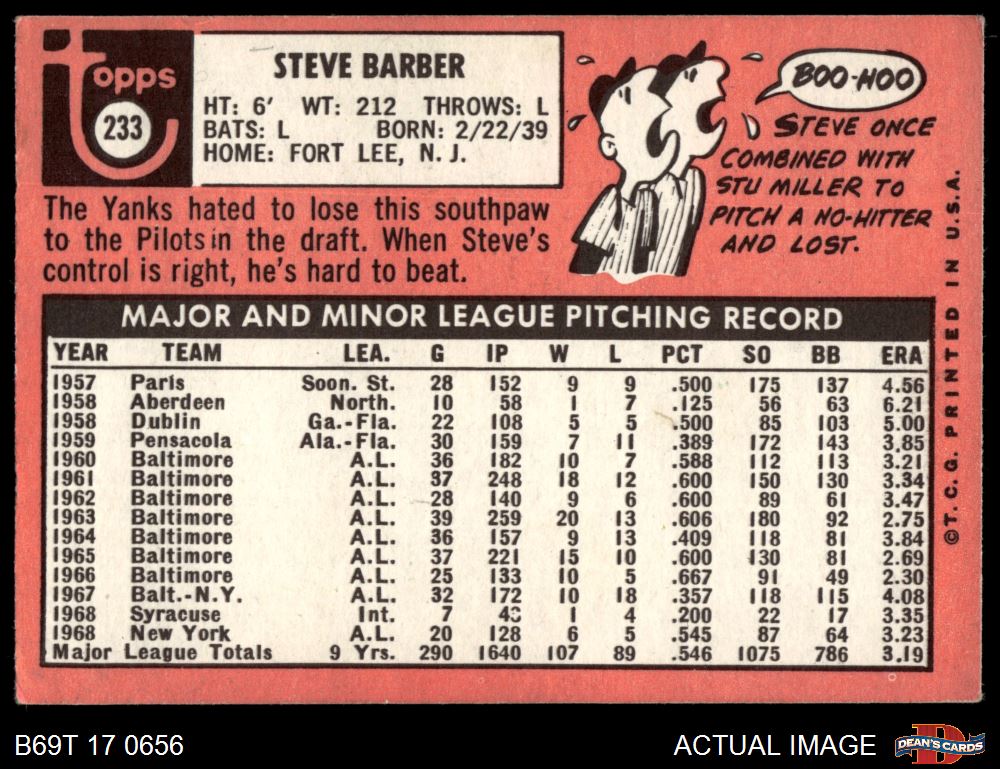 Topps
233
STEVE BARBER
HT: 6' WT: 212 THROWS: L
BATS: L BORN: 2/22/39
HOME: FORT LEE, N. J.
The Yanks hated to lose this southpaw
to the Pilots in the draft. When Steve's
control is right, he's hard to beat.
BOO-HOO
STEVE ONCE
COMBINED WITH
STU MILLER TO
PITCH A NO-HITTER
AND LOST.
MAJOR AND MINOR LEAGUE PITCHING RECORD
YEAR TEAM LEA. G IP W L PCT SO BB ERA
1957 Paris Soon. St. 28 152 9 9 .500 175 137 4.56
1958 Aberdeen North. 10 58 1 7 .125 56 63 6.21
1958 Dublin Ga.-Fla. 22 108 5 5 .500 85 103 5.00
1959 Pensacola Ala.-Fla. 30 159 7 11 .389 172 143 3.85
1960 Baltimore A.L. 36 182 10 7 .588 112 113 3.21
1961 Baltimore A.L. 37 248 18 12 .600 150 130 3.34
1962 Baltimore A.L. 28 140 9 6 .600 89 61 3.47
1963 Baltimore A.L. 39 259 20 13 .606 180 92 2.75
1964 Baltimore A.L. 36 157 9 13 .409 118 81 3.84
1965 Baltimore A.L. 37 221 15 10 .600 130 81 2.69
1966 Baltimore A.L. 25 133 10 5 .667 91 49 2.30
1967 Balt.-N.Y. A.L. 32 172 10 18 .357 118 115 4.08
1968 Syracuse Int. 7 1 4 .200 22 17 3.35
1968 New York A.L. 20 128 6 5 .545 87 64 3.23
Major League Totals 9 Yrs. 290 1640 107 89 .546 1075 786 3.19
©T. C. G. PRINTED IN U.S.A.
B69T 17 0656
ACTUAL IMAGE
D
DEAN'S CARDS